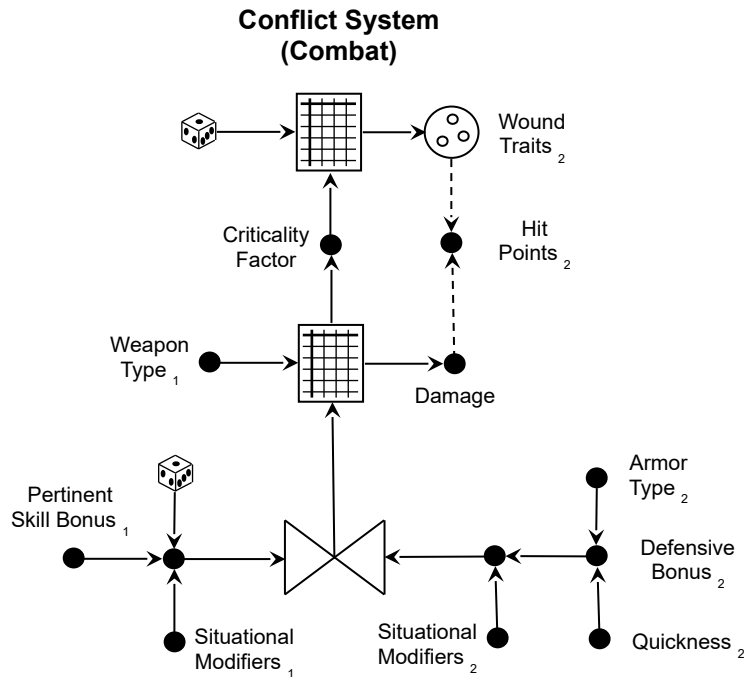 Conflict System
(Combat)
Wound
Traits 2
Criticality
Factor
Hit
Points 2
Weapon
Type 1
Damage
Pertinent
Skill Bonus 1
Armor
Type 2
Defensive
Bonus 2
Situational
Modifiers 1
Situational
Modifiers 2
Quickness 2